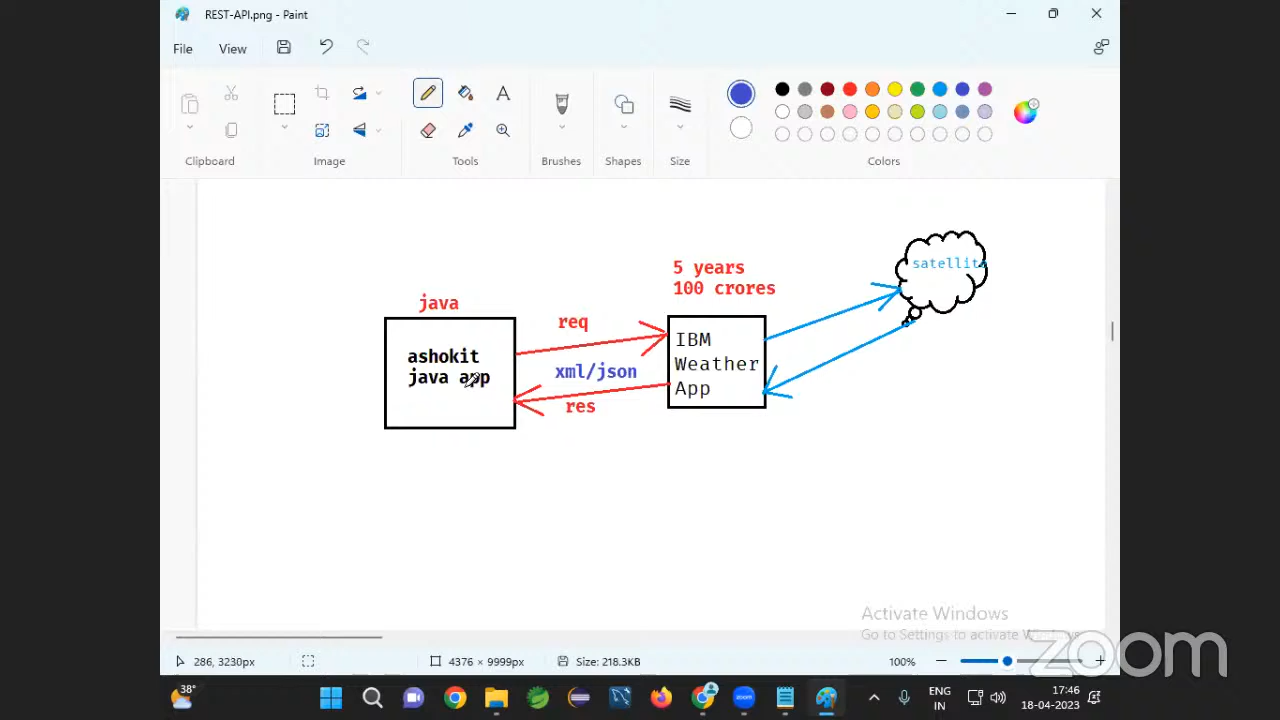 REST-API.png - Paint
File View
Clipboard Image Tools Brushes Shapes Size Colors
5 years
100 crores
satellite
java
req
ashokit
java app
xml/json
res
IBM
Weather
App
Activate Windows
Go to Settings to activate Windows.
zoom
286, 3230px 4376 × 9999px Size: 218.3KB 100%
38°
zoom
ENG
IN
17:46
18-04-2023